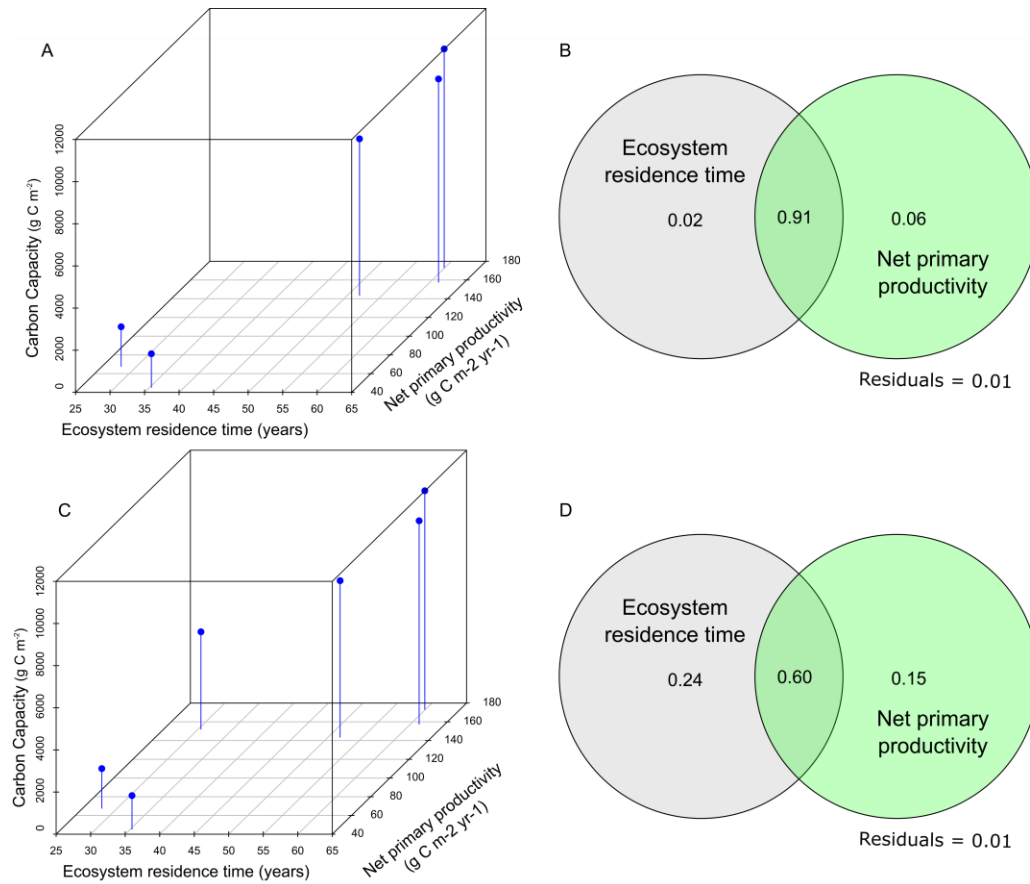 A
Carbon Capacity (g C m⁻²)
12000
10000
8000
6000
4000
2000
0
25 30 35 40 45 50 55 60 65
Ecosystem residence time (years)
180
160
140
120
100
80
60
40
Net primary productivity
(g C m-2 yr-1)
B
Ecosystem
residence time
0.02
0.91
0.06
Net primary
productivity
Residuals = 0.01
C
Carbon Capacity (g C m⁻²)
12000
10000
8000
6000
4000
2000
0
25 30 35 40 45 50 55 60 65
Ecosystem residence time (years)
180
160
140
120
100
80
60
40
Net primary productivity
(g C m-2 yr-1)
D
Ecosystem
residence time
0.24
0.60
0.15
Net primary
productivity
Residuals = 0.01